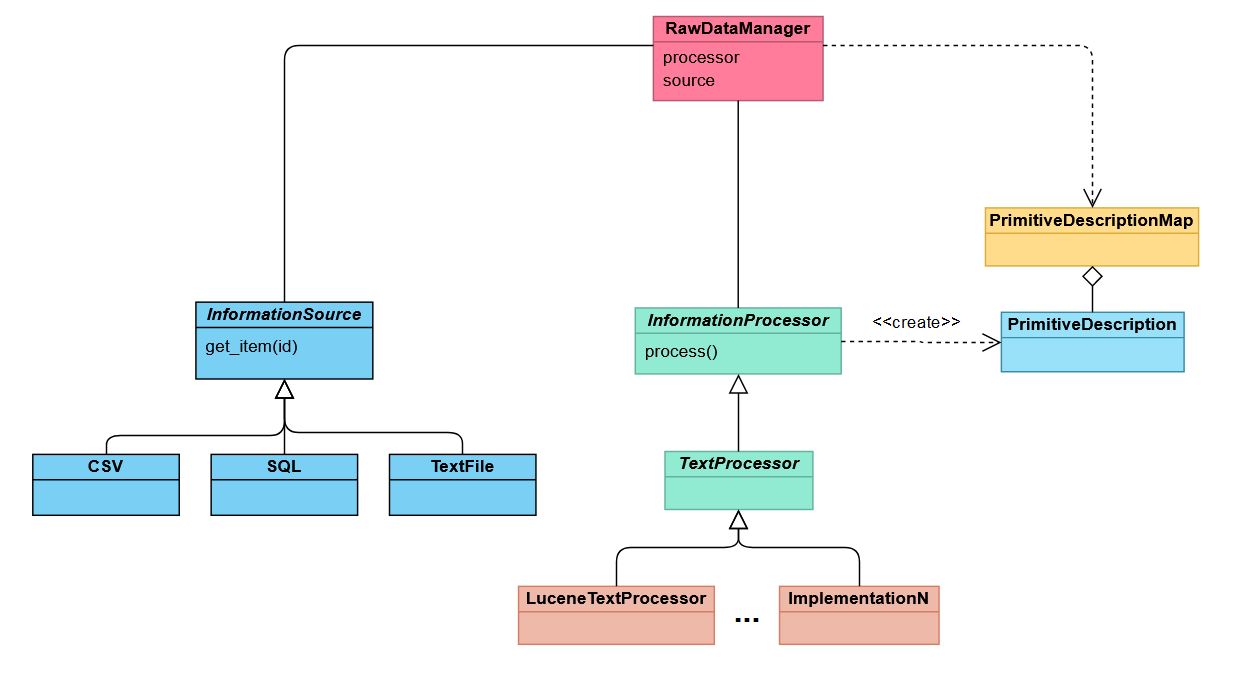 RawDataManager
processor
source
PrimitiveDescriptionMap
InformationSource
get_item(id)
InformationProcessor
process()
<<create>>
PrimitiveDescription
CSV
SQL
TextFile
TextProcessor
LuceneTextProcessor
...
ImplementationN